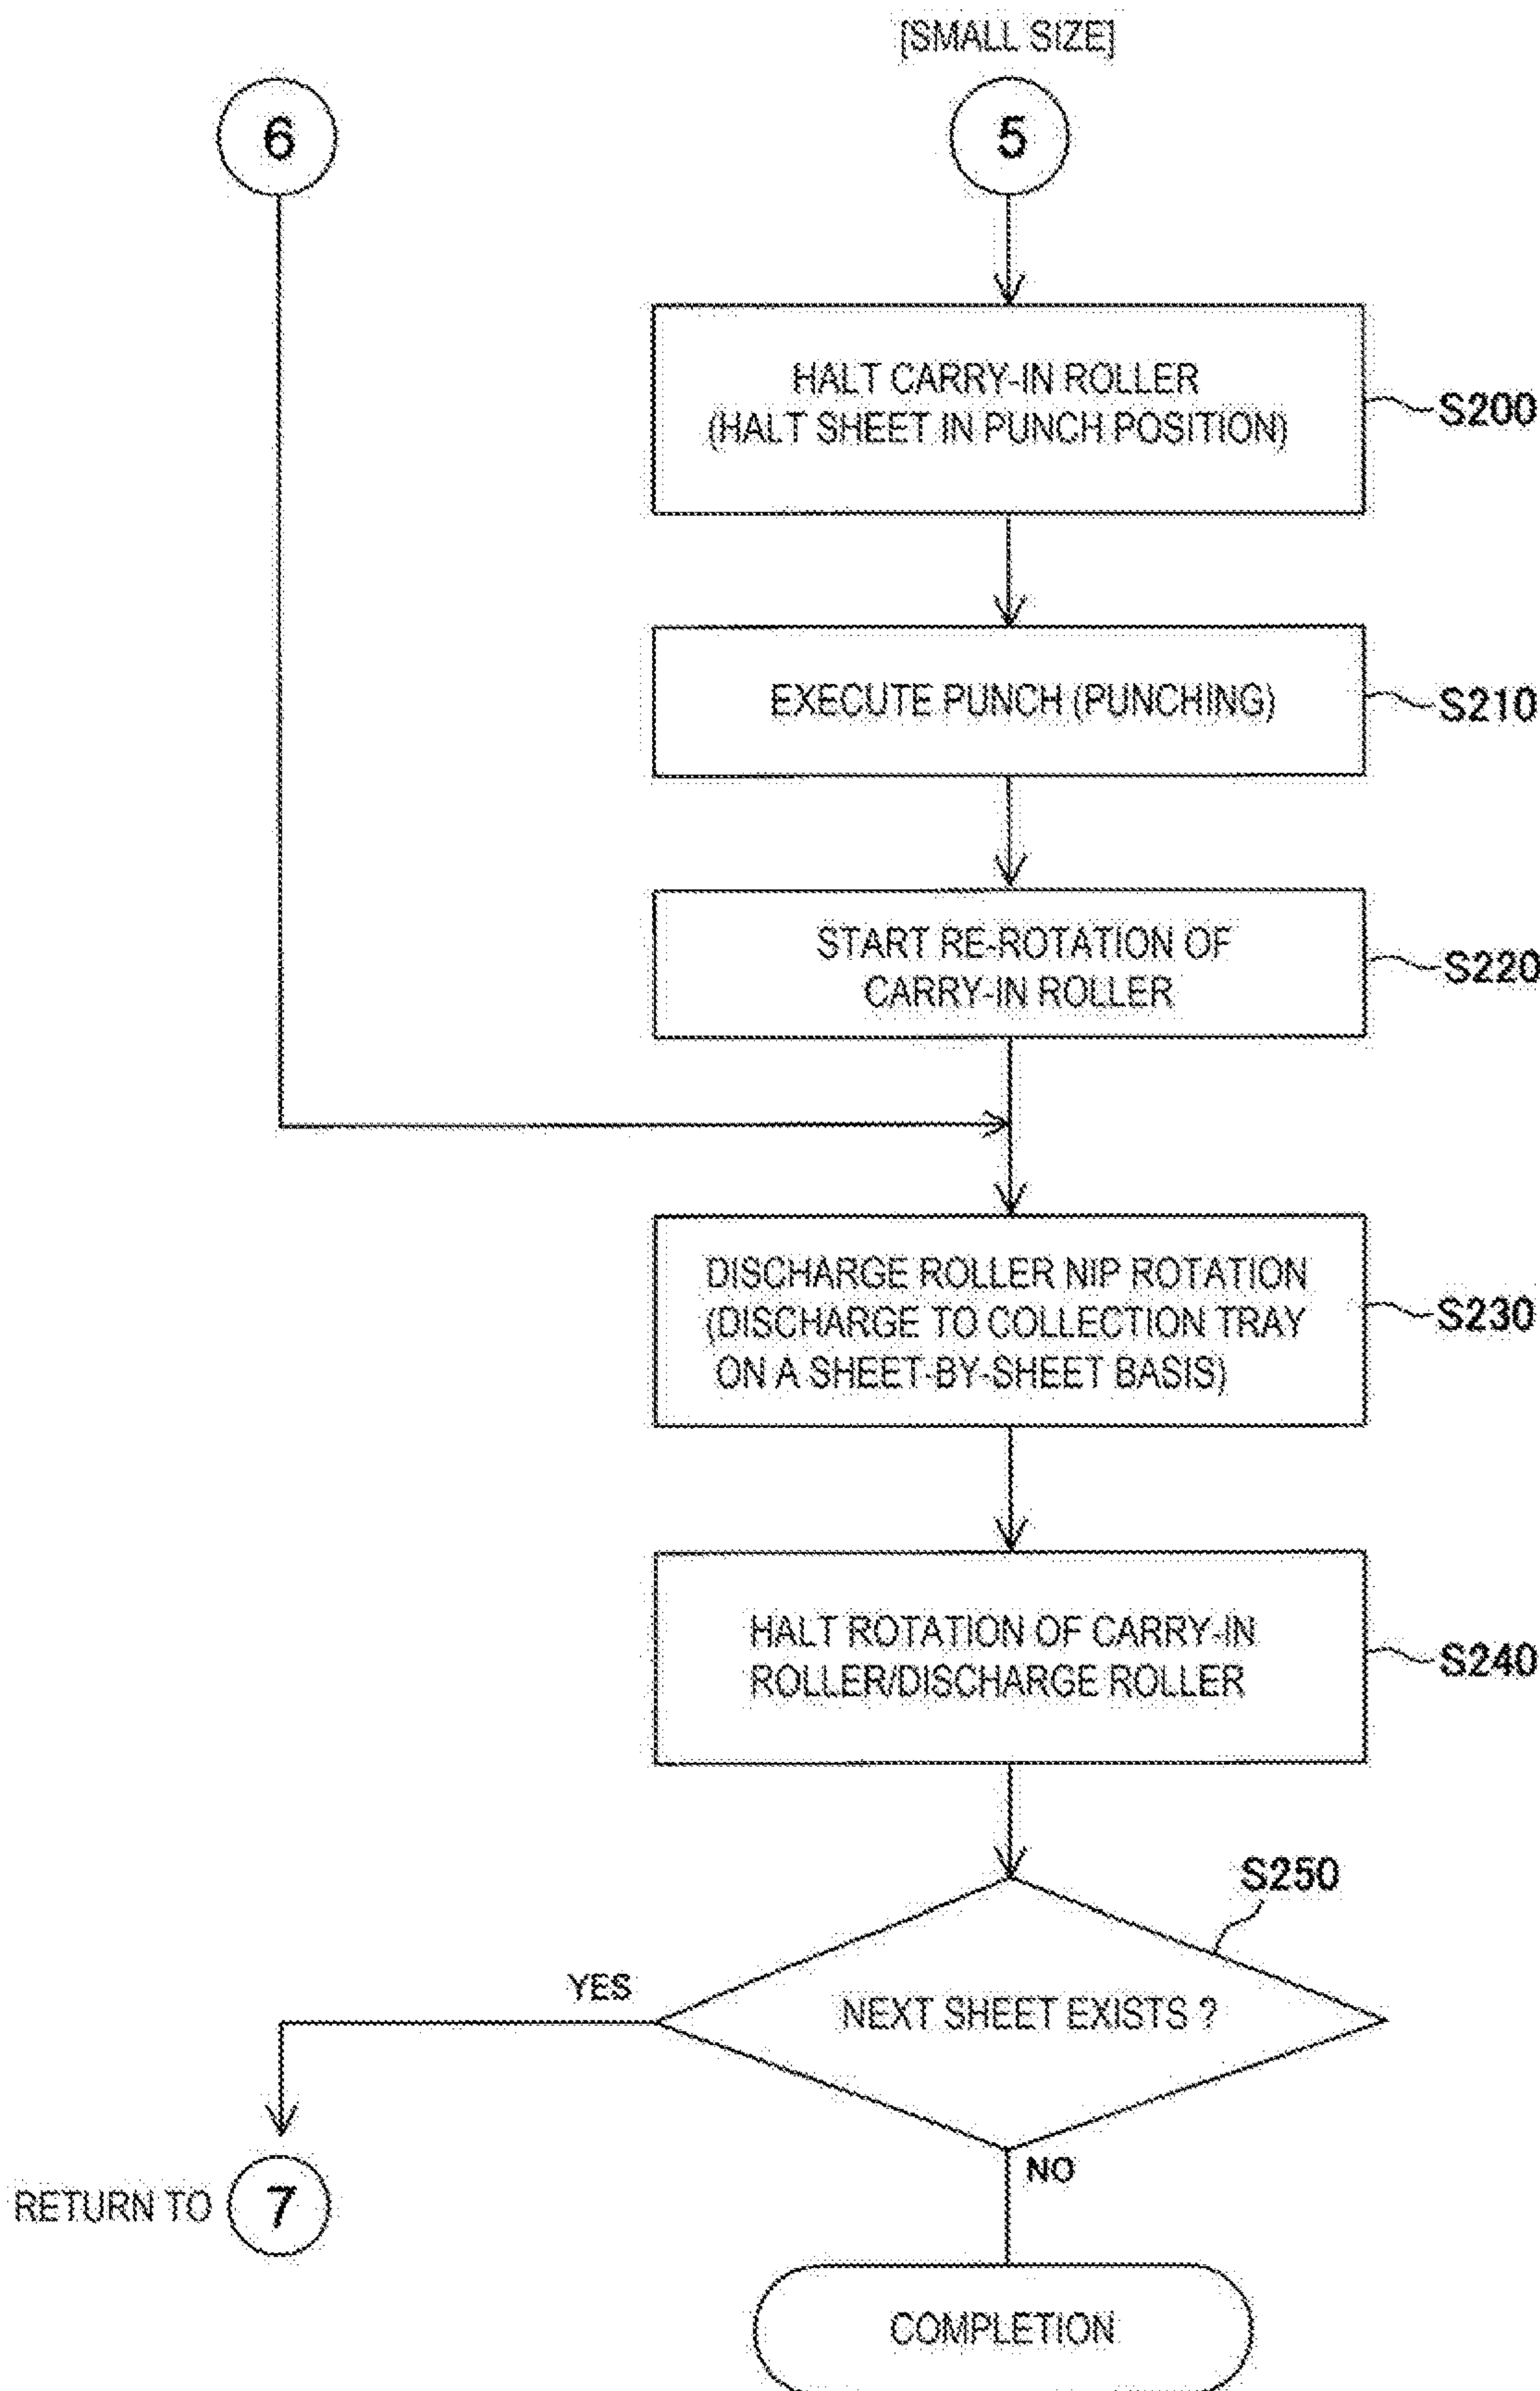 [SMALL SIZE]
6
5
HALT CARRY-IN ROLLER
(HALT SHEET IN PUNCH POSITION)
S200
EXECUTE PUNCH (PUNCHING)
S210
START RE-ROTATION OF
CARRY-IN ROLLER
S220
DISCHARGE ROLLER NIP ROTATION
(DISCHARGE TO COLLECTION TRAY
ON A SHEET-BY-SHEET BASIS)
S230
HALT ROTATION OF CARRY-IN
ROLLER/DISCHARGE ROLLER
S240
S250
YES
NEXT SHEET EXISTS ?
NO
RETURN TO 7
COMPLETION